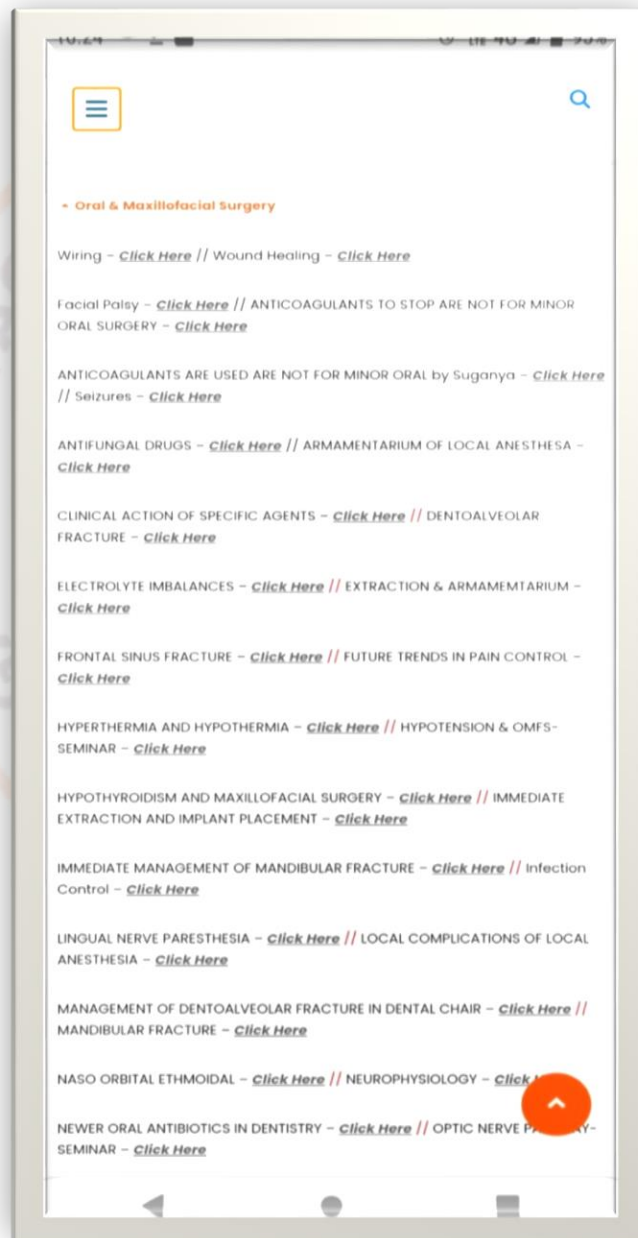 - Oral & Maxillofacial Surgery
Wiring – Click Here // Wound Healing – Click Here
Facial Palsy – Click Here // ANTICOAGULANTS TO STOP ARE NOT FOR MINOR
ORAL SURGERY – Click Here
ANTICOAGULANTS ARE USED ARE NOT FOR MINOR ORAL by Suganya – Click Here
// Seizures – Click Here
ANTIFUNGAL DRUGS – Click Here // ARMAMENTARIUM OF LOCAL ANESTHESA –
Click Here
CLINICAL ACTION OF SPECIFIC AGENTS – Click Here // DENTOALVEOLAR
FRACTURE – Click Here
ELECTROLYTE IMBALANCES – Click Here // EXTRACTION & ARMAMEMTARIUM –
Click Here
FRONTAL SINUS FRACTURE – Click Here // FUTURE TRENDS IN PAIN CONTROL –
Click Here
HYPERTHERMIA AND HYPOTHERMIA – Click Here // HYPOTENSION & OMFS-
SEMINAR – Click Here
HYPOTHYROIDISM AND MAXILLOFACIAL SURGERY – Click Here // IMMEDIATE
EXTRACTION AND IMPLANT PLACEMENT – Click Here
IMMEDIATE MANAGEMENT OF MANDIBULAR FRACTURE – Click Here // Infection
Control – Click Here
LINGUAL NERVE PARESTHESIA – Click Here // LOCAL COMPLICATIONS OF LOCAL
ANESTHESIA – Click Here
MANAGEMENT OF DENTOALVEOLAR FRACTURE IN DENTAL CHAIR – Click Here //
MANDIBULAR FRACTURE – Click Here
NASO ORBITAL ETHMOIDAL – Click Here // NEUROPHYSIOLOGY – Click
NEWER ORAL ANTIBIOTICS IN DENTISTRY – Click Here // OPTIC NERVE
SEMINAR – Click Here